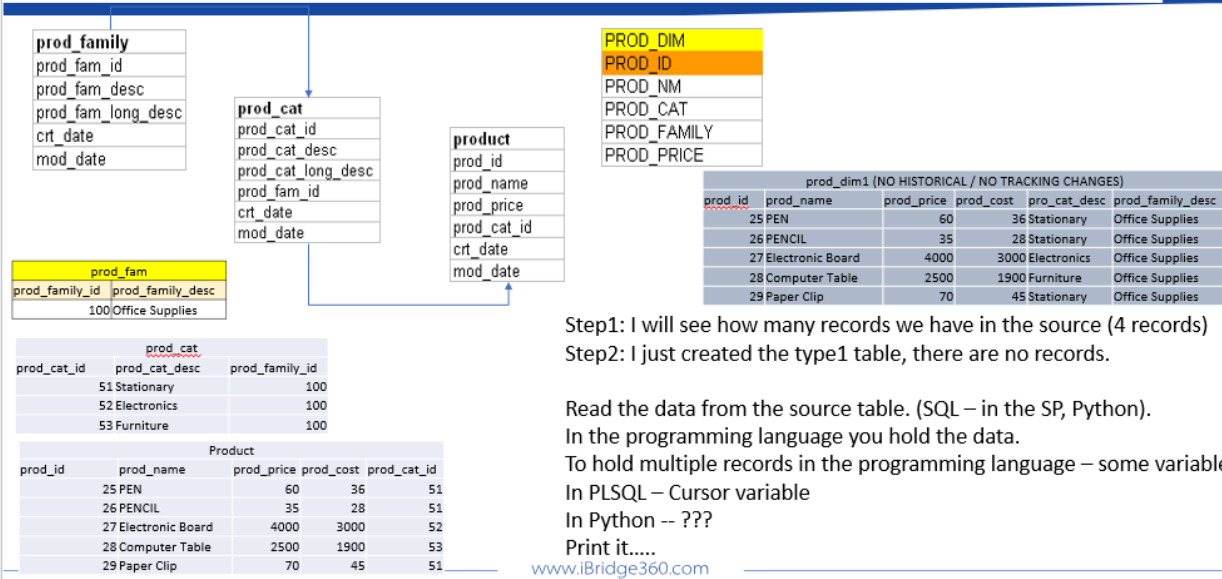 prod_family
prod_fam_id
prod_fam_desc
prod_fam_long_desc
crt_date
mod_date
prod_cat
prod_cat_id
prod_cat_desc
prod_cat_long_desc
prod_fam_id
crt_date
mod_date
product
prod_id
prod_name
prod_price
prod_cat_id
crt_date
mod_date
PROD_DIM
PROD_ID
PROD_NM
PROD_CAT
PROD_FAMILY
PROD_PRICE
prod_dim1 (NO HISTORICAL / NO TRACKING CHANGES)
prod_id prod_name prod_price prod_cost pro_cat_desc prod_family_desc
25 PEN 60 36 Stationary Office Supplies
26 PENCIL 35 28 Stationary Office Supplies
27 Electronic Board 4000 3000 Electronics Office Supplies
28 Computer Table 2500 1900 Furniture Office Supplies
29 Paper Clip 70 45 Stationary Office Supplies
prod_fam
prod_family_id prod_family_desc
100 Office Supplies
prod_cat
prod_cat_id prod_cat_desc prod_family_id
51 Stationary 100
52 Electronics 100
53 Furniture 100
Product
prod_id prod_name prod_price prod_cost prod_cat_id
25 PEN 60 36 51
26 PENCIL 35 28 51
27 Electronic Board 4000 3000 52
28 Computer Table 2500 1900 53
29 Paper Clip 70 45 51
Step1: I will see how many records we have in the source (4 records)
Step2: I just created the type1 table, there are no records.
Read the data from the source table. (SQL – in the SP, Python).
In the programming language you hold the data.
To hold multiple records in the programming language – some variable
In PLSQL – Cursor variable
In Python -- ???
Print it.....
www.iBridge360.com